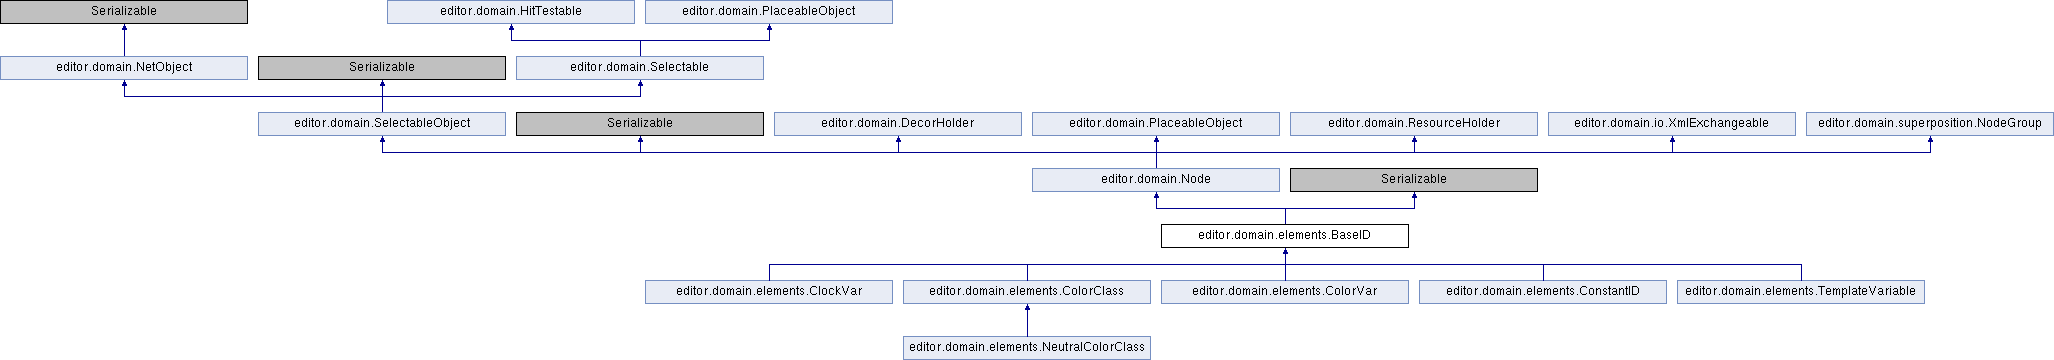 Serializable
editor.domain.HitTestable
editor.domain.PlaceableObject
editor.domain.NetObject
Serializable
editor.domain.Selectable
editor.domain.SelectableObject
Serializable
editor.domain.DecorHolder
editor.domain.PlaceableObject
editor.domain.ResourceHolder
editor.domain.io.XmlExchangeable
editor.domain.superposition.NodeGroup
editor.domain.Node
Serializable
editor.domain.elements.BaseID
editor.domain.elements.ClockVar
editor.domain.elements.ColorClass
editor.domain.elements.ColorVar
editor.domain.elements.ConstantID
editor.domain.elements.TemplateVariable
editor.domain.elements.NeutralColorClass